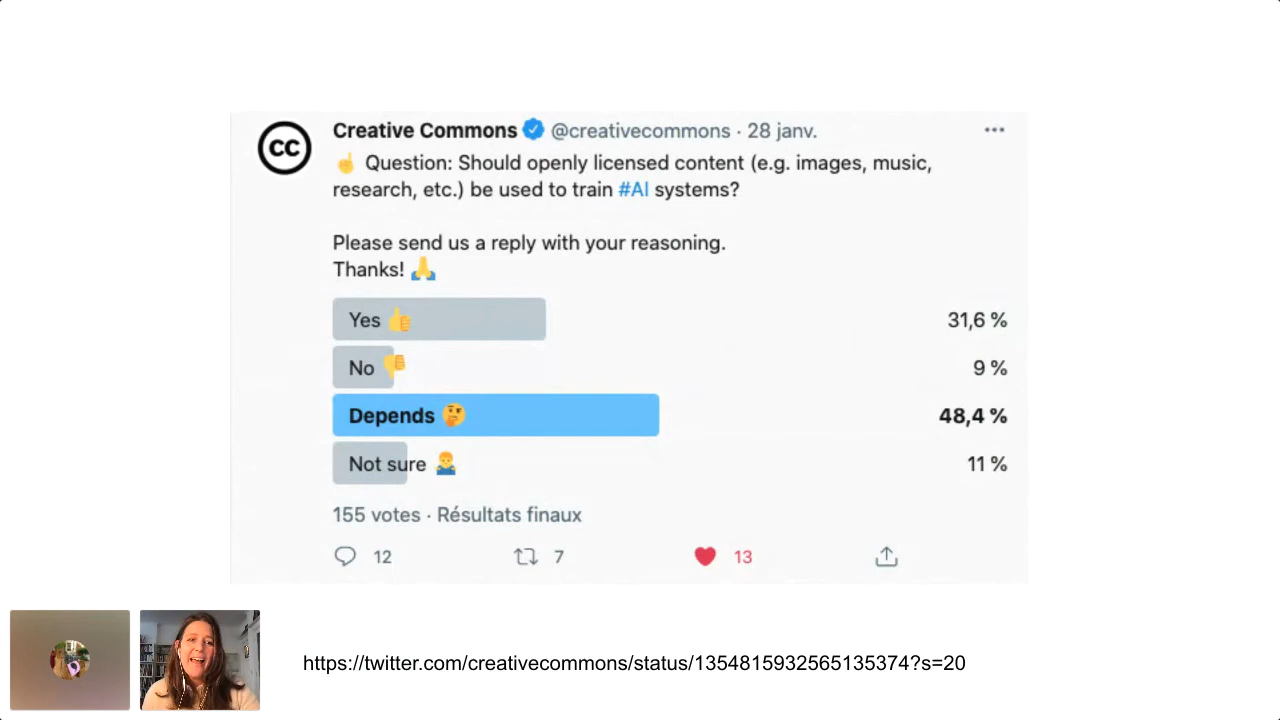 CC
Creative Commons @creativecommons · 28 janv.
☝️ Question: Should openly licensed content (e.g. images, music,
research, etc.) be used to train #AI systems?
Please send us a reply with your reasoning.
Thanks! 🙏
Yes 👍 31,6 %
No 👎 9 %
Depends 🤔 48,4 %
Not sure 🤷‍♂️ 11 %
155 votes · Résultats finaux
12 7 13
https://twitter.com/creativecommons/status/1354815932565135374?s=20